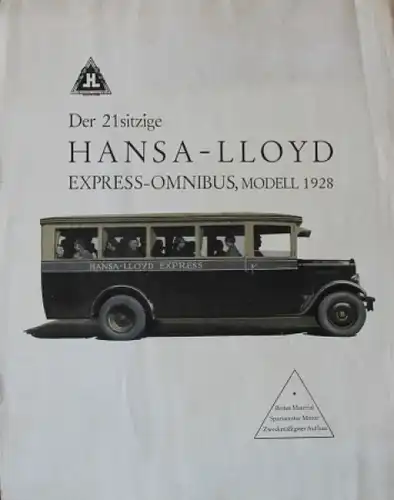 HL
Der 21sitzige
HANSA-LLOYD
EXPRESS-OMNIBUS, MODELL 1928
HANSA-LLOYD EXPRESS
Bestes Material
Sparsamster Motor
Zweckmäßigster Aufbau